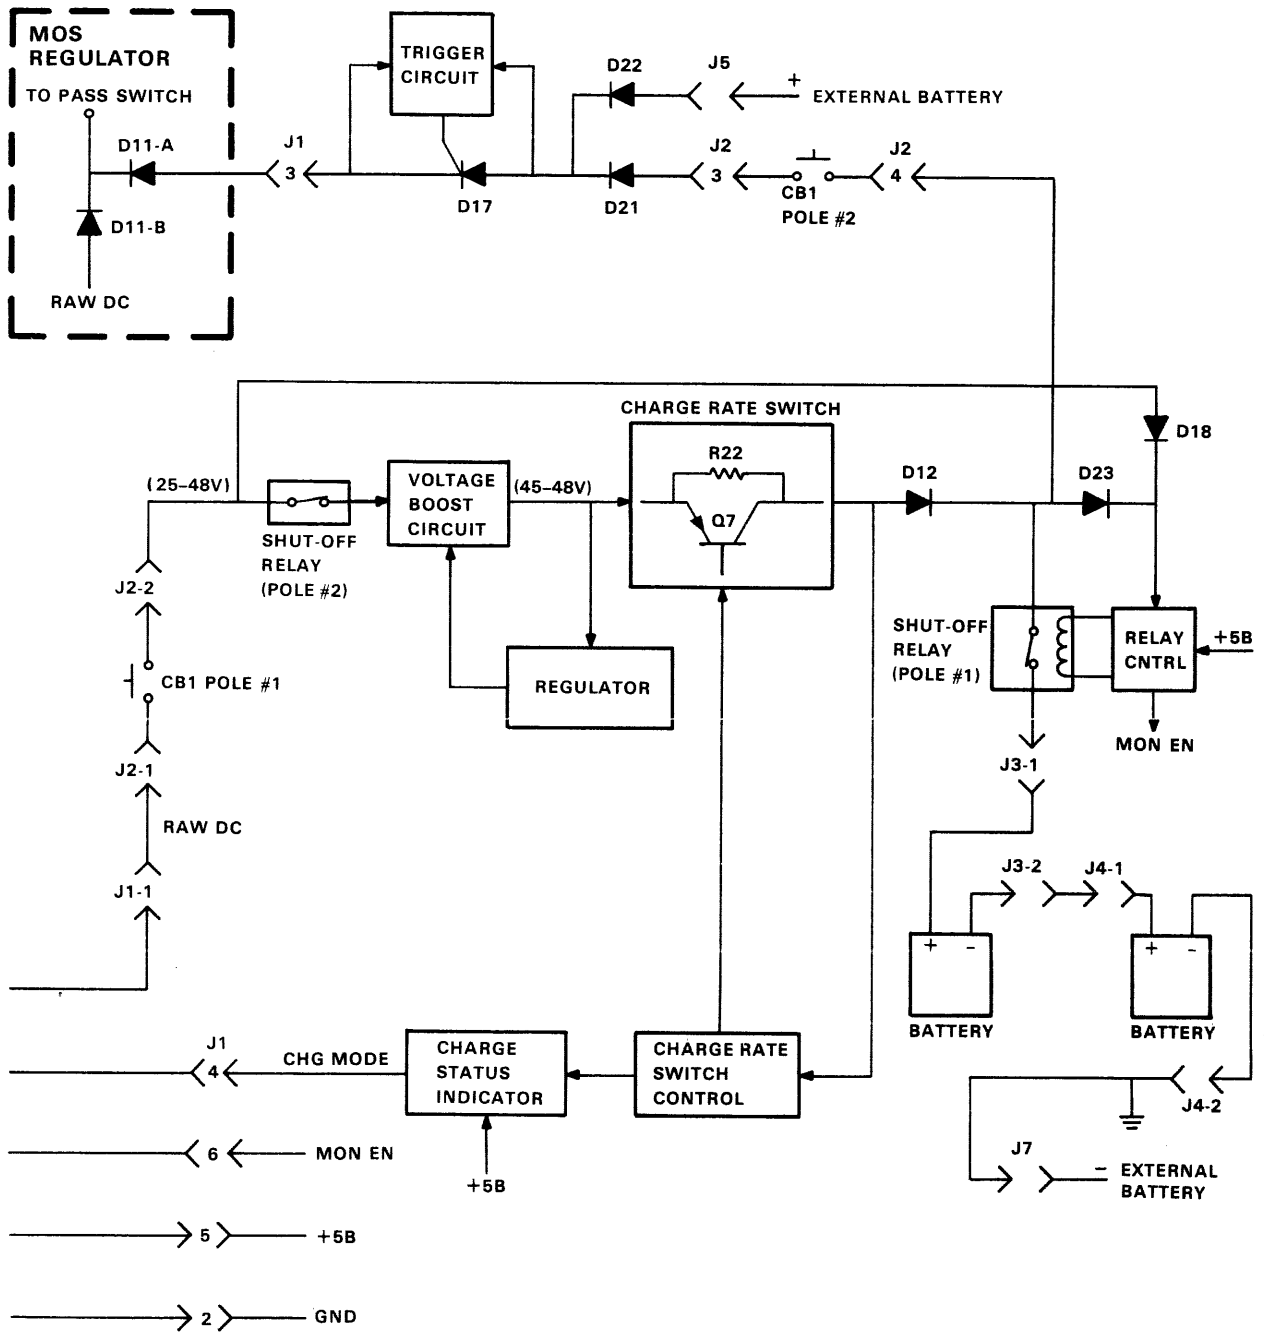 MOS
REGULATOR
TO PASS SWITCH
D11-A
D11-B
RAW DC
J1
3
TRIGGER
CIRCUIT
D17
D22
J5
+
EXTERNAL BATTERY
D21
J2
3
CB1
POLE #2
J2
4
CHARGE RATE SWITCH
R22
Q7
D18
(25-48V)
VOLTAGE
BOOST
CIRCUIT
(45-48V)
D12
D23
SHUT-OFF
RELAY
(POLE #2)
J2-2
CB1 POLE #1
J2-1
RAW DC
J1-1
REGULATOR
SHUT-OFF
RELAY
(POLE #1)
RELAY
CNTRL
+5B
MON EN
J3-1
J3-2
J4-1
+ -
BATTERY
+ -
BATTERY
J4-2
J7
- EXTERNAL
BATTERY
J1
4
CHG MODE
CHARGE
STATUS
INDICATOR
+5B
CHARGE RATE
SWITCH
CONTROL
6 MON EN
5 +5B
2 GND